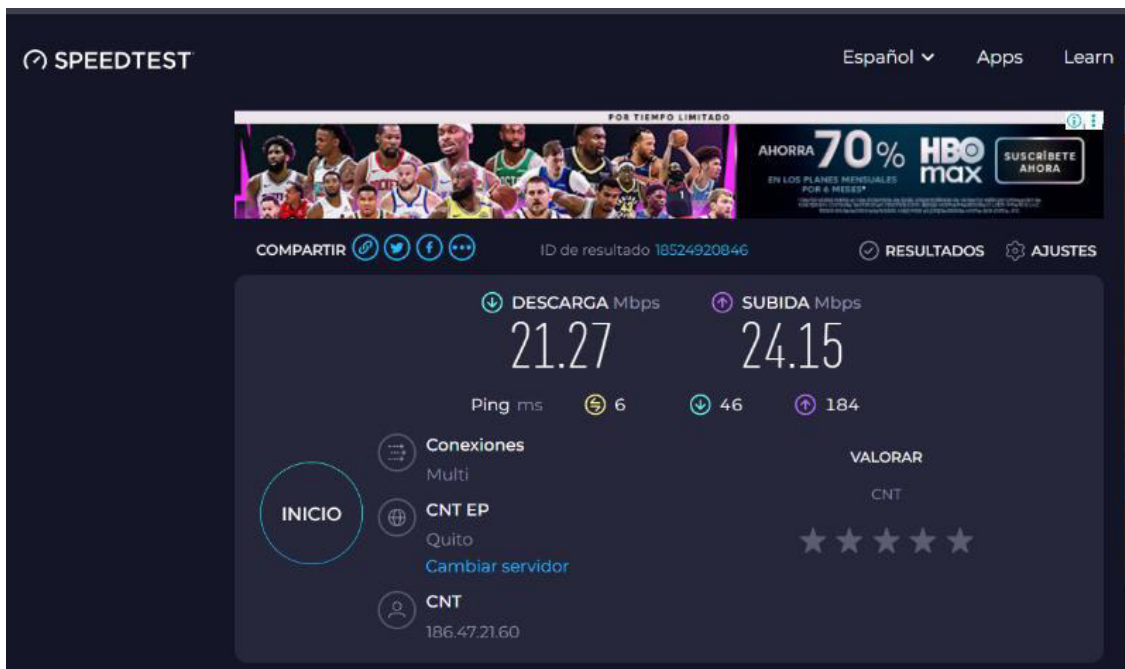 SPEEDTEST
Español Apps Learn
POR TIEMPO LIMITADO
AHORRA 70%
EN LOS PLANES MENSUALES
POR 6 MESES*
HBO
max
SUSCRÍBETE
AHORA
COMPARTIR ID de resultado 18524920846 RESULTADOS AJUSTES
DESCARGA Mbps SUBIDA Mbps
21.27 24.15
Ping ms 6 46 184
Conexiones
Multi
VALORAR
CNT
INICIO
CNT EP
Quito
Cambiar servidor
CNT
186.47.21.60